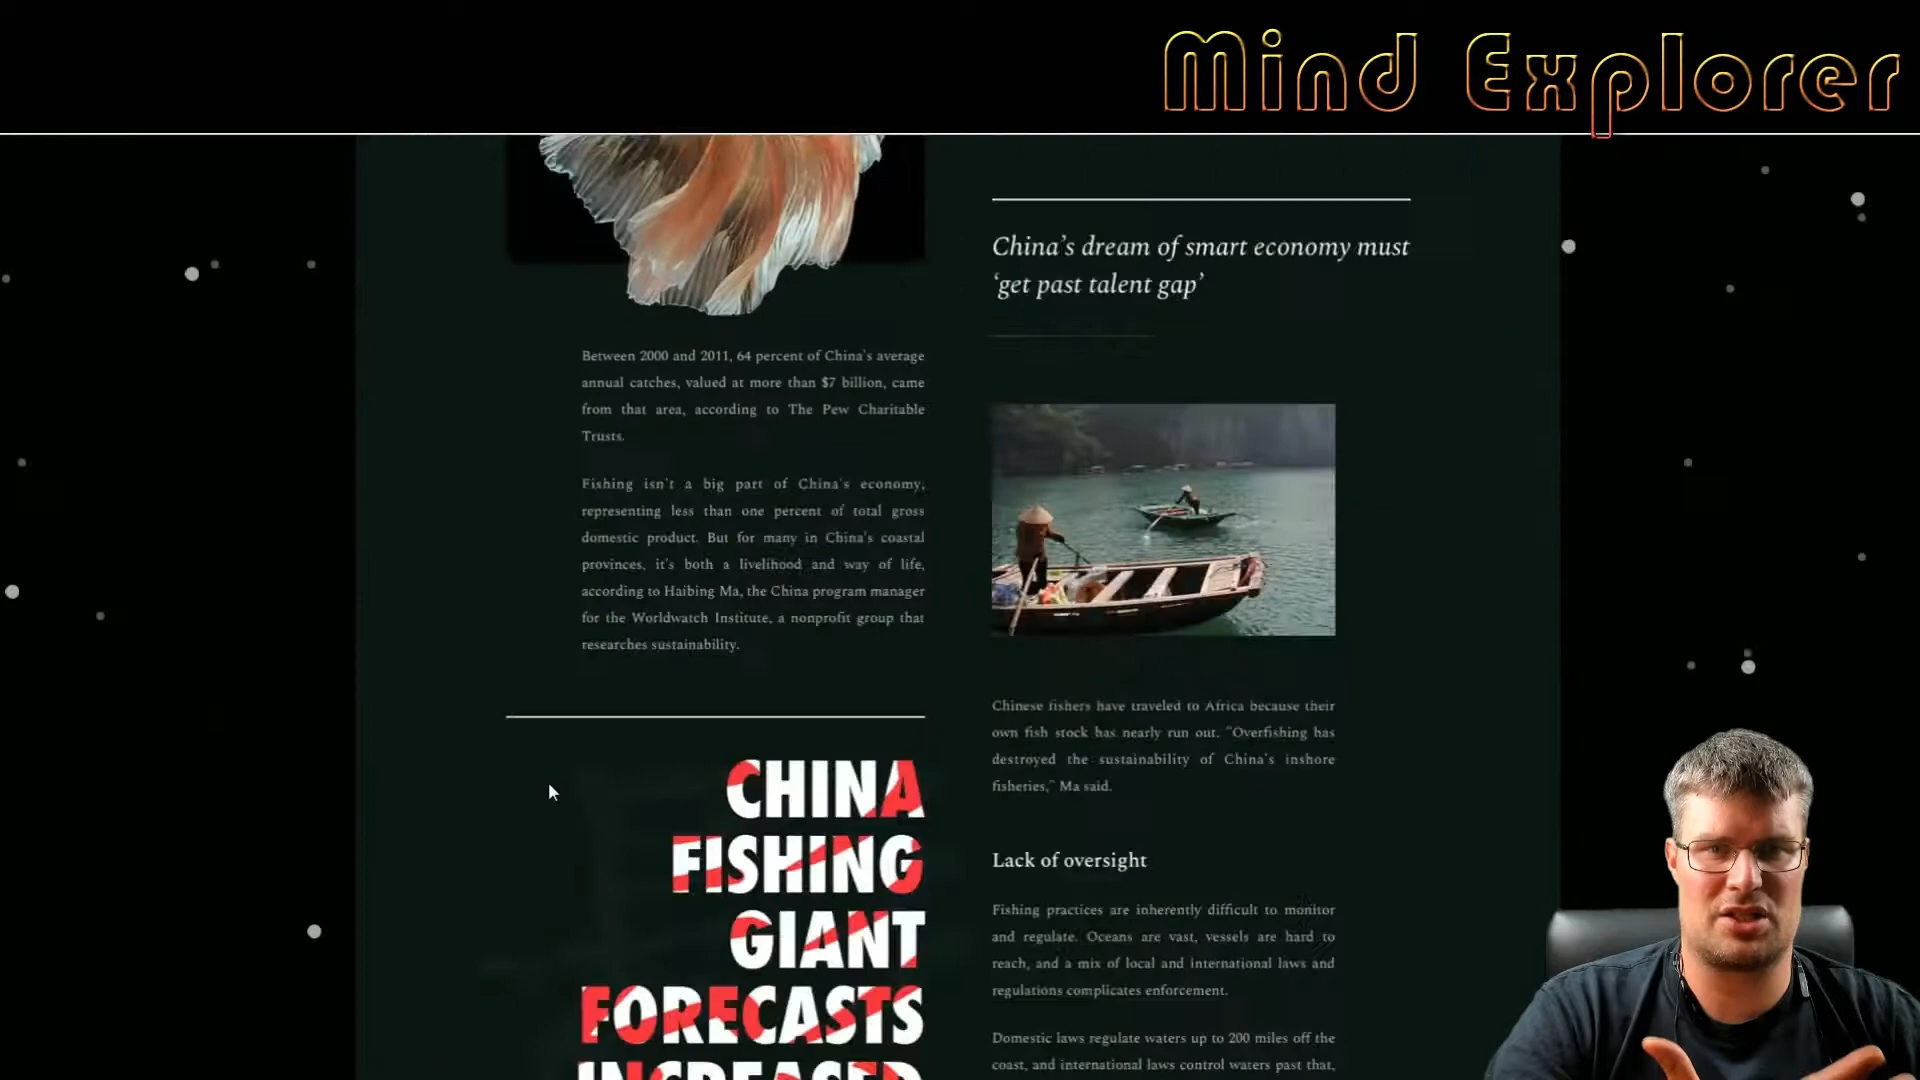 Mind Explorer
Between 2000 and 2011, 64 percent of China's average
annual catches, valued at more than $7 billion, came
from that area, according to The Pew Charitable
Trusts.
Fishing isn't a big part of China's economy,
representing less than one percent of total gross
domestic product. But for many in China's coastal
provinces, it's both a livelihood and way of life,
according to Haibing Ma, the China program manager
for the Worldwatch Institute, a nonprofit group that
researches sustainability.
CHINA
FISHING
GIANT
FORECASTS
INCREASED
China’s dream of smart economy must
‘get past talent gap’
Chinese fishers have traveled to Africa because their
own fish stock has nearly run out. "Overfishing has
destroyed the sustainability of China's inshore
fisheries," Ma said.
Lack of oversight
Fishing practices are inherently difficult to monitor
and regulate. Oceans are vast, vessels are hard to
reach, and a mix of local and international laws and
regulations complicates enforcement.
Domestic laws regulate waters up to 200 miles off the
coast, and international laws control waters past that,